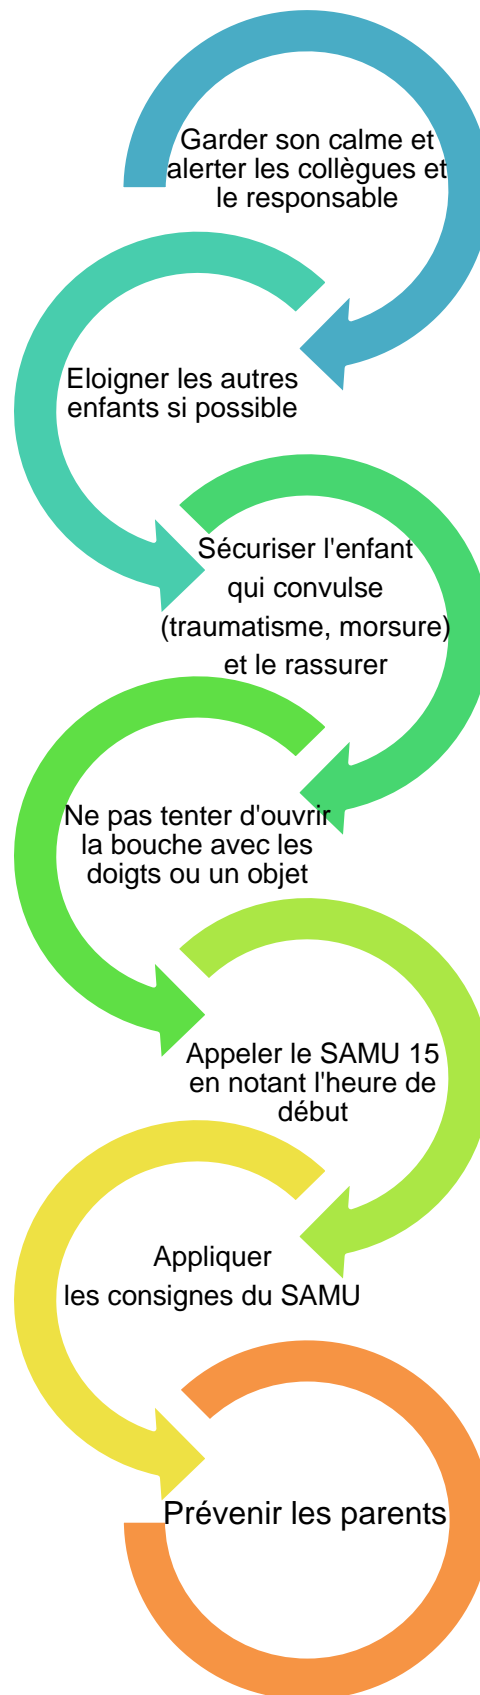 Garder son calme et
alerter les collègues et
le responsable
Eloigner les autres
enfants si possible
Sécuriser l'enfant
qui convulse
(traumatisme, morsure)
et le rassurer
Ne pas tenter d'ouvrir
la bouche avec les
doigts ou un objet
Appeler le SAMU 15
en notant l'heure de
début
Appliquer
les consignes du SAMU
Prévenir les parents